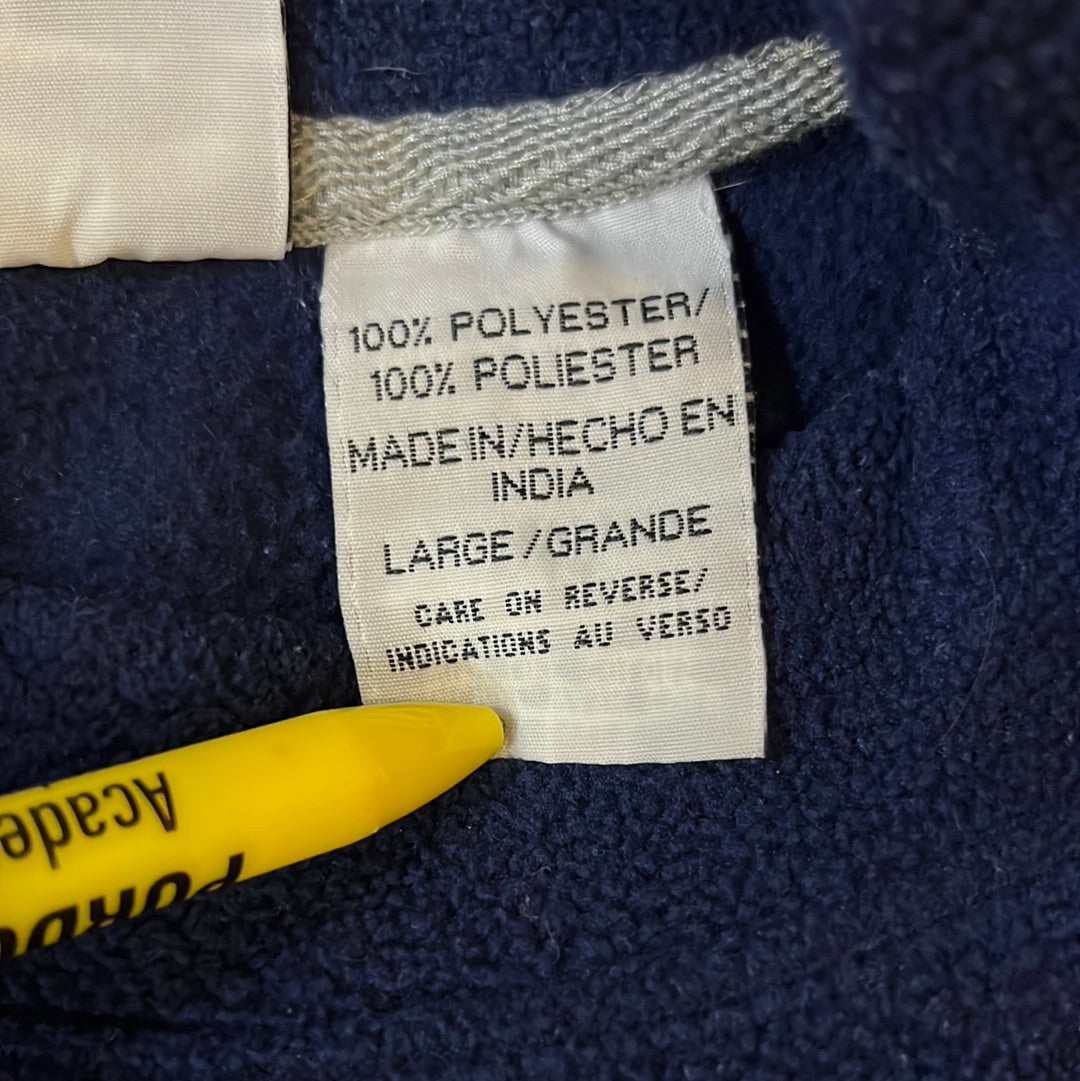 100% POLYESTER/
100% POLIESTER
MADE IN/HECHO EN
INDIA
LARGE/GRANDE
CARE ON REVERSE/
INDICATIONS AU VERSO
Acade